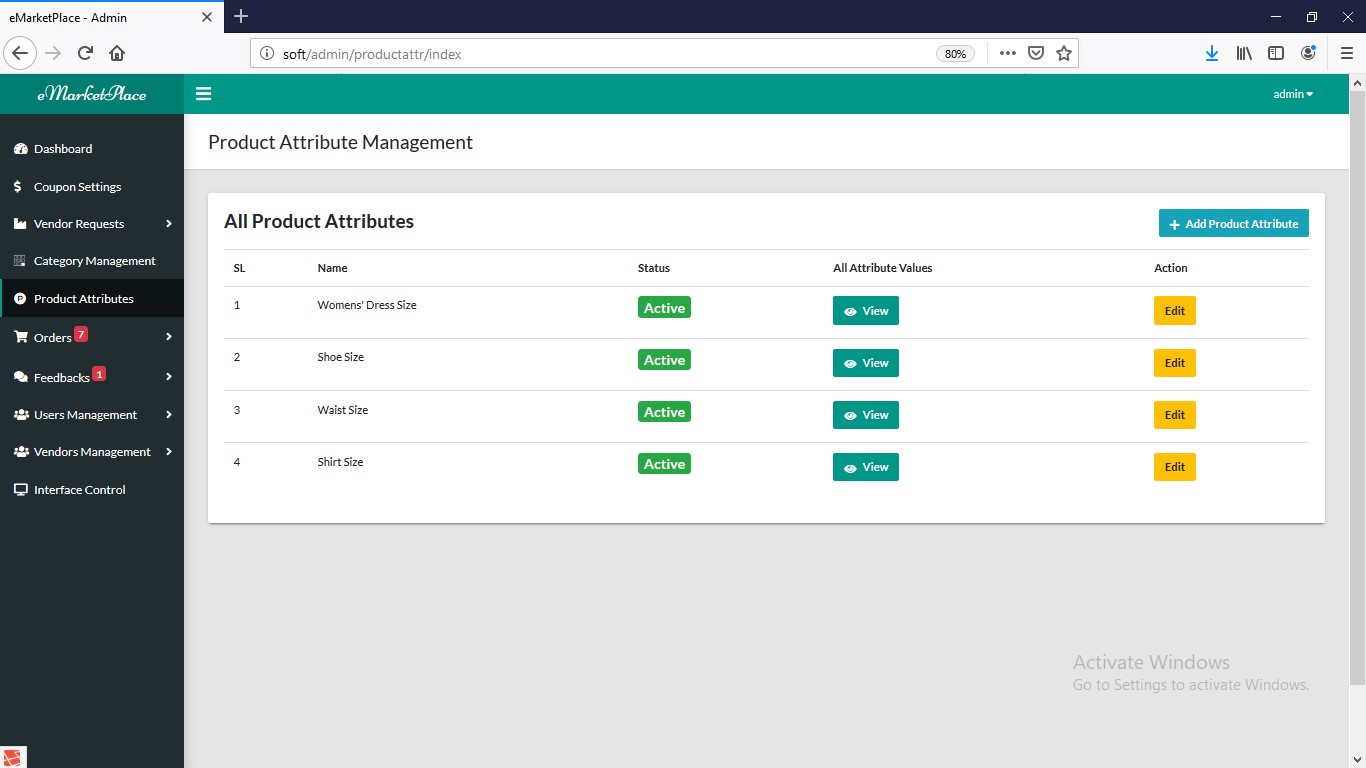 eMarketPlace - Admin
soft/admin/productattr/index
80%
eMarketPlace
admin
Dashboard
Coupon Settings
Vendor Requests
Category Management
Product Attributes
Orders 7
Feedbacks 1
Users Management
Vendors Management
Interface Control
Product Attribute Management
All Product Attributes
Add Product Attribute
SL Name Status All Attribute Values Action
1 Womens' Dress Size Active View Edit
2 Shoe Size Active View Edit
3 Waist Size Active View Edit
4 Shirt Size Active View Edit
Activate Windows
Go to Settings to activate Windows.